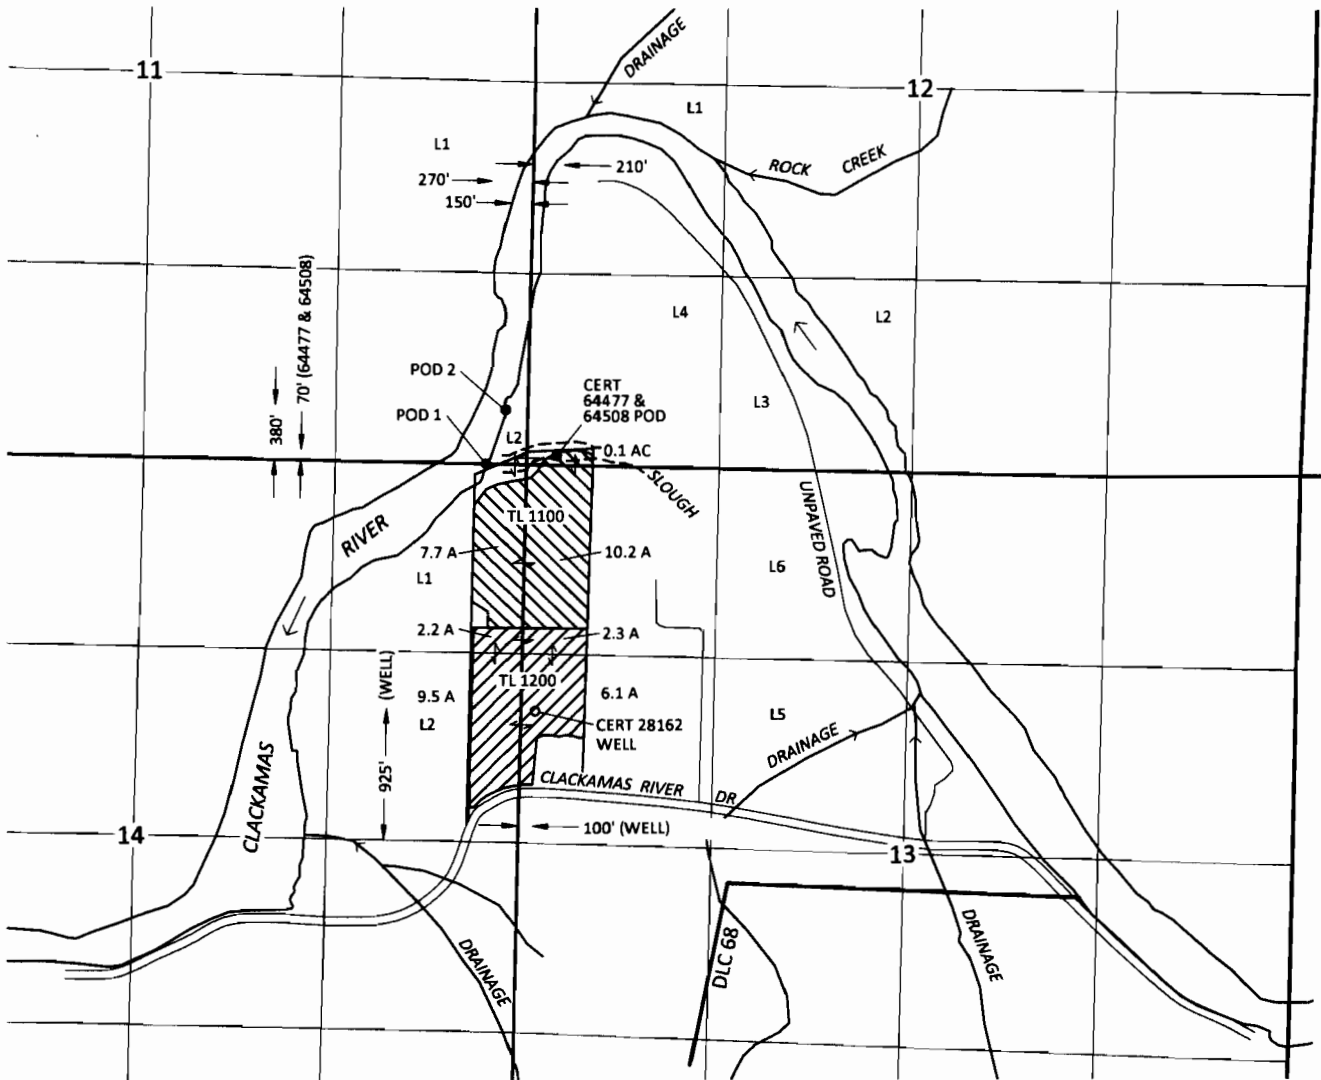 DRAINAGE
11
12
L1
L1
ROCK CREEK
210'
270'
150'
380'
70' (64477 & 64508)
L4
L2
POD 2
CERT
64477 &
64508 POD
L3
POD 1
L2
0.1 AC
SLOUGH
UNPAVED ROAD
TL 1100
RIVER
7.7 A
10.2 A
L1
L6
2.2 A
2.3 A
925' (WELL)
TL 1200
9.5 A
6.1 A
L2
CERT 28162
WELL
L5
DRAINAGE
CLACKAMAS
CLACKAMAS RIVER DR
100' (WELL)
14
13
DLC 68
DRAINAGE
DRAINAGE